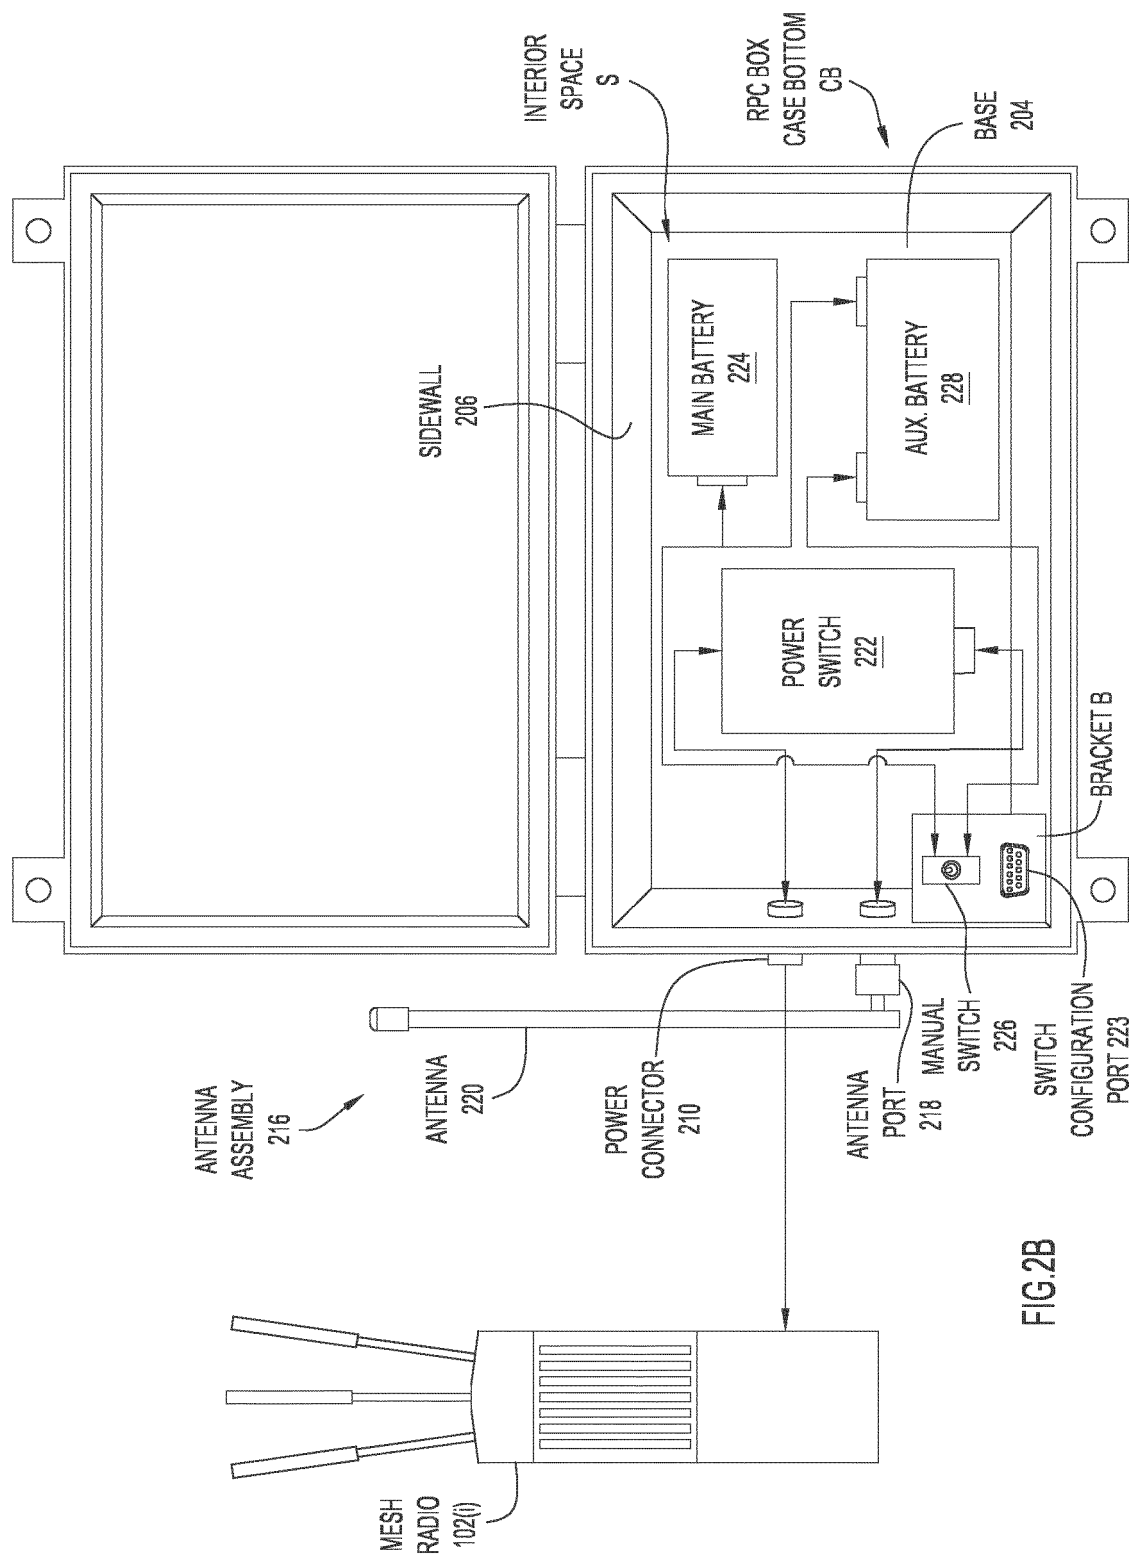 INTERIOR
SPACE
S
RPC BOX
CASE BOTTOM
CB
BASE
204
SIDEWALL
206
MAIN BATTERY
224
AUX. BATTERY
228
POWER
SWITCH
222
BRACKET B
ANTENNA
ASSEMBLY
216
ANTENNA
220
POWER
CONNECTOR
210
ANTENNA
PORT
218
MANUAL
SWITCH
226
SWITCH
CONFIGURATION
PORT 223
MESH
RADIO
102(i)
FIG.2B